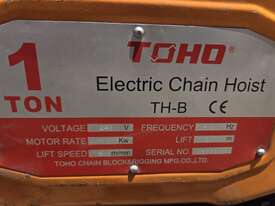 1
TON
TOHO®
Electric Chain Hoist
TH-B CE
VOLTAGE V FREQUENCY Hz
MOTOR RATE Kw LIFT m
LIFT SPEED m/min SERIAL NO
TOHO CHAIN BLOCK&RIGGING MFG.CO.,LTD.